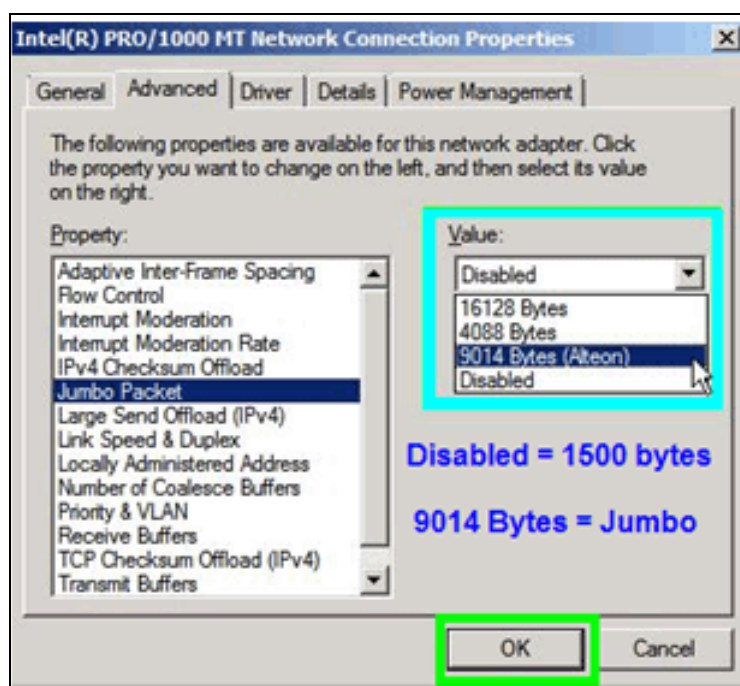 Intel(R) PRO/1000 MT Network Connection Properties
General
Advanced
Driver
Details
Power Management
The following properties are available for this network adapter. Click
the property you want to change on the left, and then select its value
on the right.
Property:
Adaptive Inter-Frame Spacing
Flow Control
Interrupt Moderation
Interrupt Moderation Rate
IPv4 Checksum Offload
Jumbo Packet
Large Send Offload (IPv4)
Link Speed & Duplex
Locally Administered Address
Number of Coalesce Buffers
Priority & VLAN
Receive Buffers
TCP Checksum Offload (IPv4)
Transmit Buffers
Value:
Disabled
16128 Bytes
4088 Bytes
9014 Bytes (Alteon)
Disabled
Disabled = 1500 bytes
9014 Bytes = Jumbo
OK
Cancel